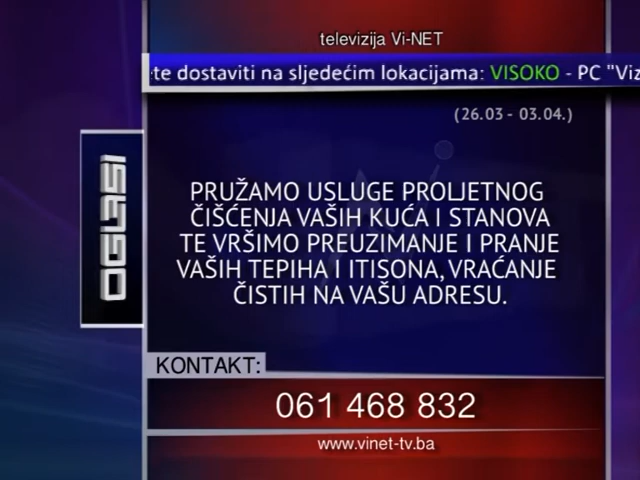 televizija Vi-NET
te dostaviti na sljedećim lokacijama: VISOKO - PC "Viz
(26.03 - 03.04.)
OGLASI
PRUŽAMO USLUGE PROLJETNOG
ČIŠĆENJA VAŠIH KUĆA I STANOVA
TE VRŠIMO PREUZIMANJE I PRANJE
VAŠIH TEPIHA I ITISONA, VRAĆANJE
ČISTIH NA VAŠU ADRESU.
KONTAKT:
061 468 832
www.vinet-tv.ba